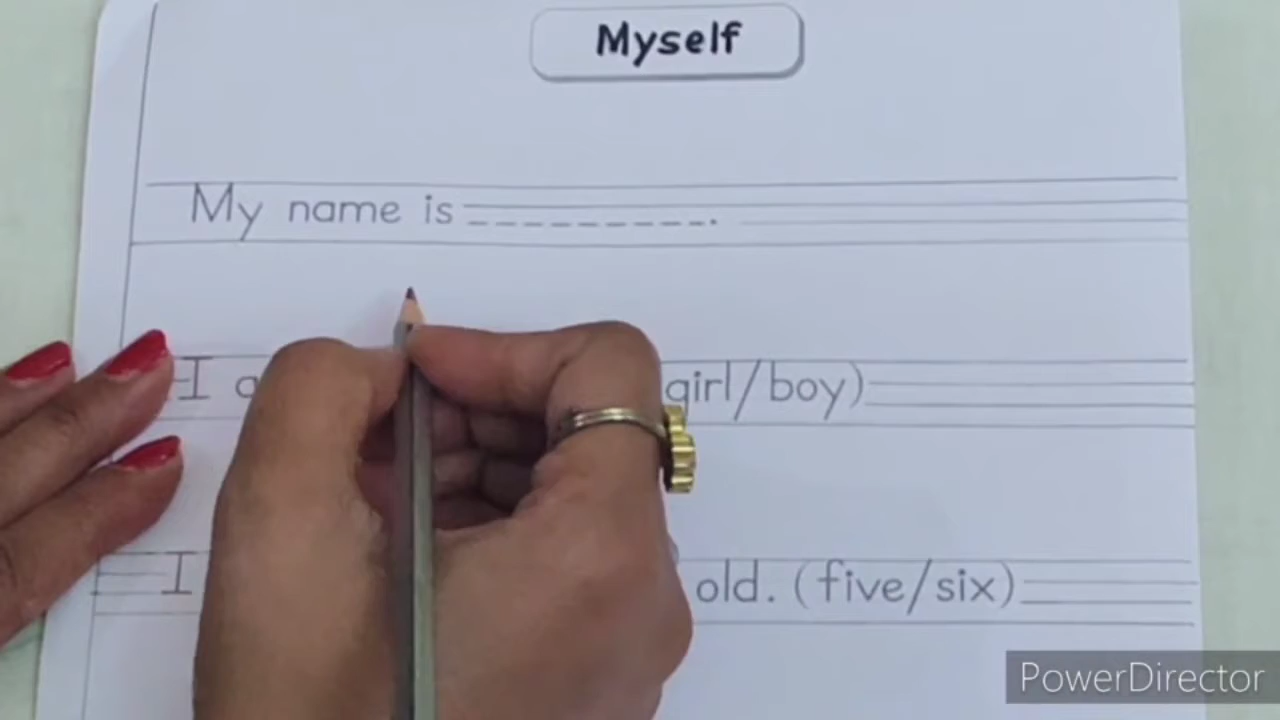 Myself
My name is _ _ _ _ _ _ _ _ _.
I girl/boy)
I old. (five/six)
PowerDirector